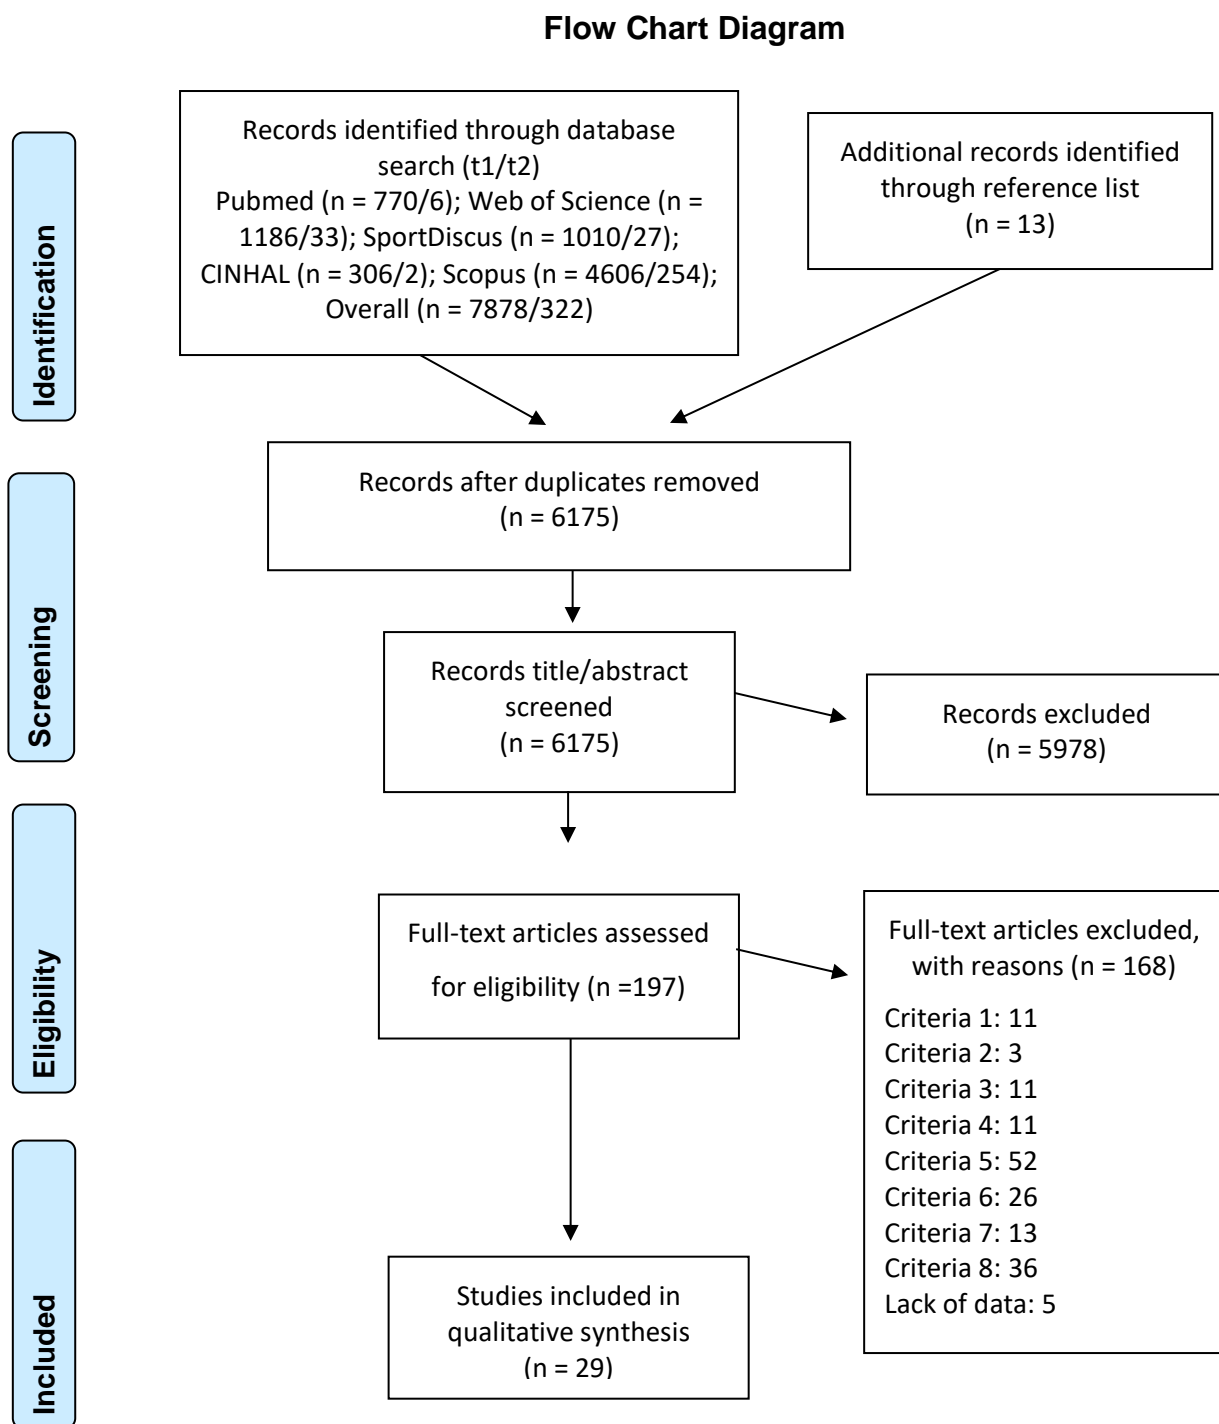 Flow Chart Diagram
Identification
Records identified through database
search (t1/t2)
Pubmed (n = 770/6); Web of Science (n =
1186/33); SportDiscus (n = 1010/27);
CINHAL (n = 306/2); Scopus (n = 4606/254);
Overall (n = 7878/322)
Additional records identified
through reference list
(n = 13)
Records after duplicates removed
(n = 6175)
Screening
Records title/abstract
screened
(n = 6175)
Records excluded
(n = 5978)
Eligibility
Full-text articles assessed
for eligibility (n =197)
Full-text articles excluded,
with reasons (n = 168)
Criteria 1: 11
Criteria 2: 3
Criteria 3: 11
Criteria 4: 11
Criteria 5: 52
Criteria 6: 26
Criteria 7: 13
Criteria 8: 36
Lack of data: 5
Included
Studies included in
qualitative synthesis
(n = 29)